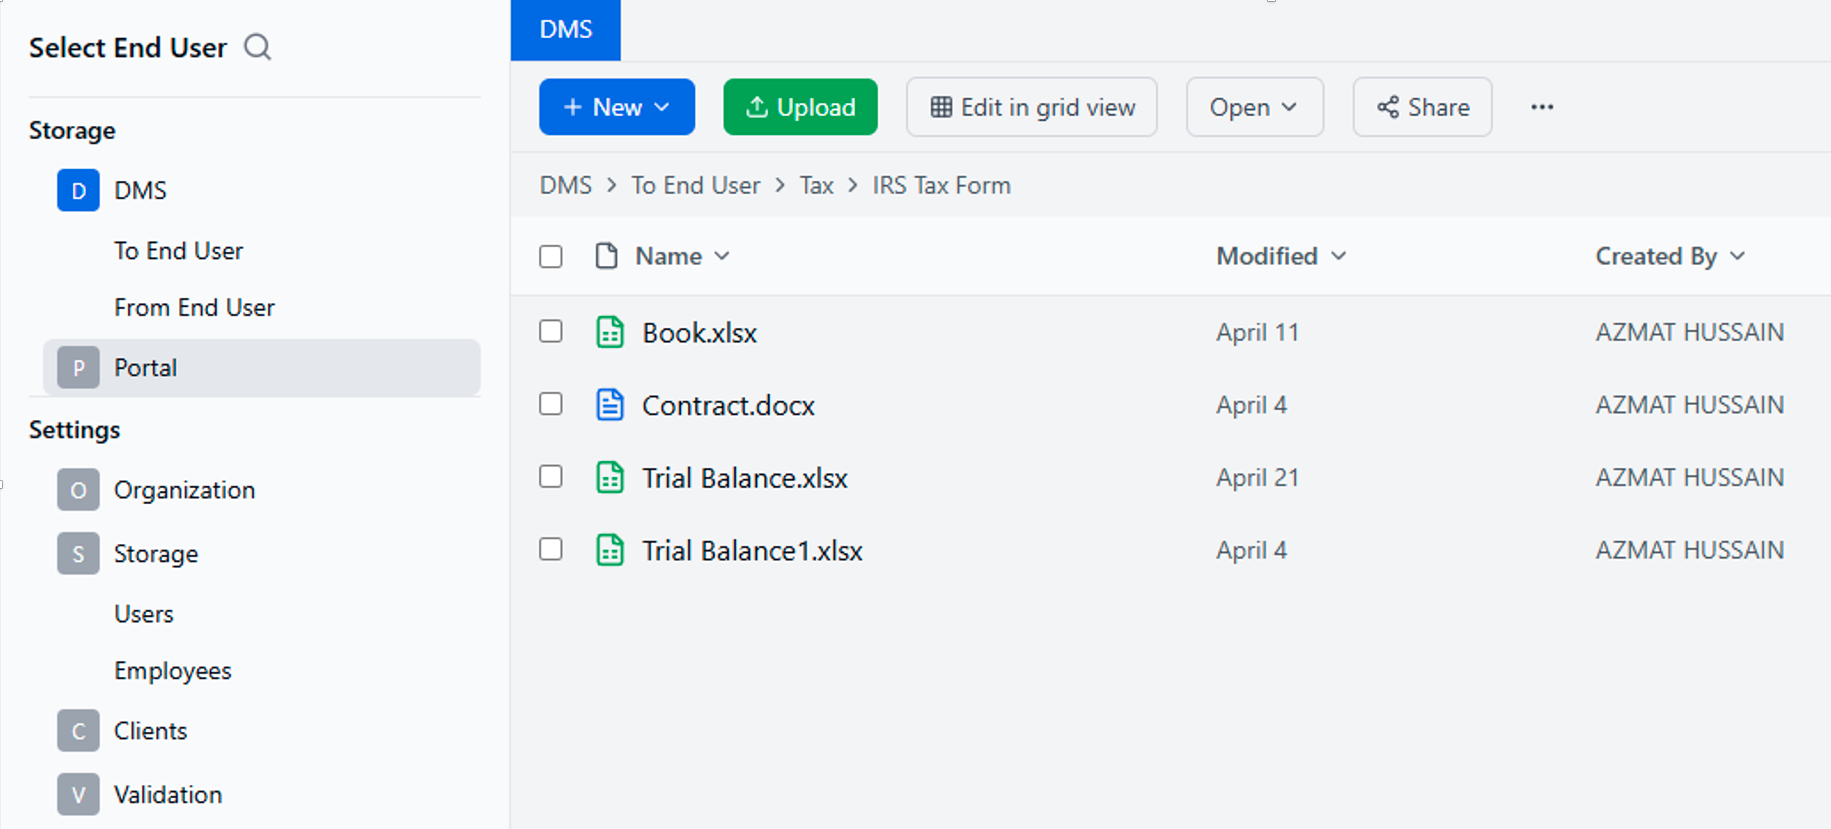 Select End User
Storage
D DMS
To End User
From End User
P Portal
Settings
O Organization
S Storage
Users
Employees
C Clients
V Validation
DMS
+ New
Upload
Edit in grid view
Open
Share
...
DMS > To End User > Tax > IRS Tax Form
Name Modified Created By
Book.xlsx April 11 AZMAT HUSSAIN
Contract.docx April 4 AZMAT HUSSAIN
Trial Balance.xlsx April 21 AZMAT HUSSAIN
Trial Balance1.xlsx April 4 AZMAT HUSSAIN